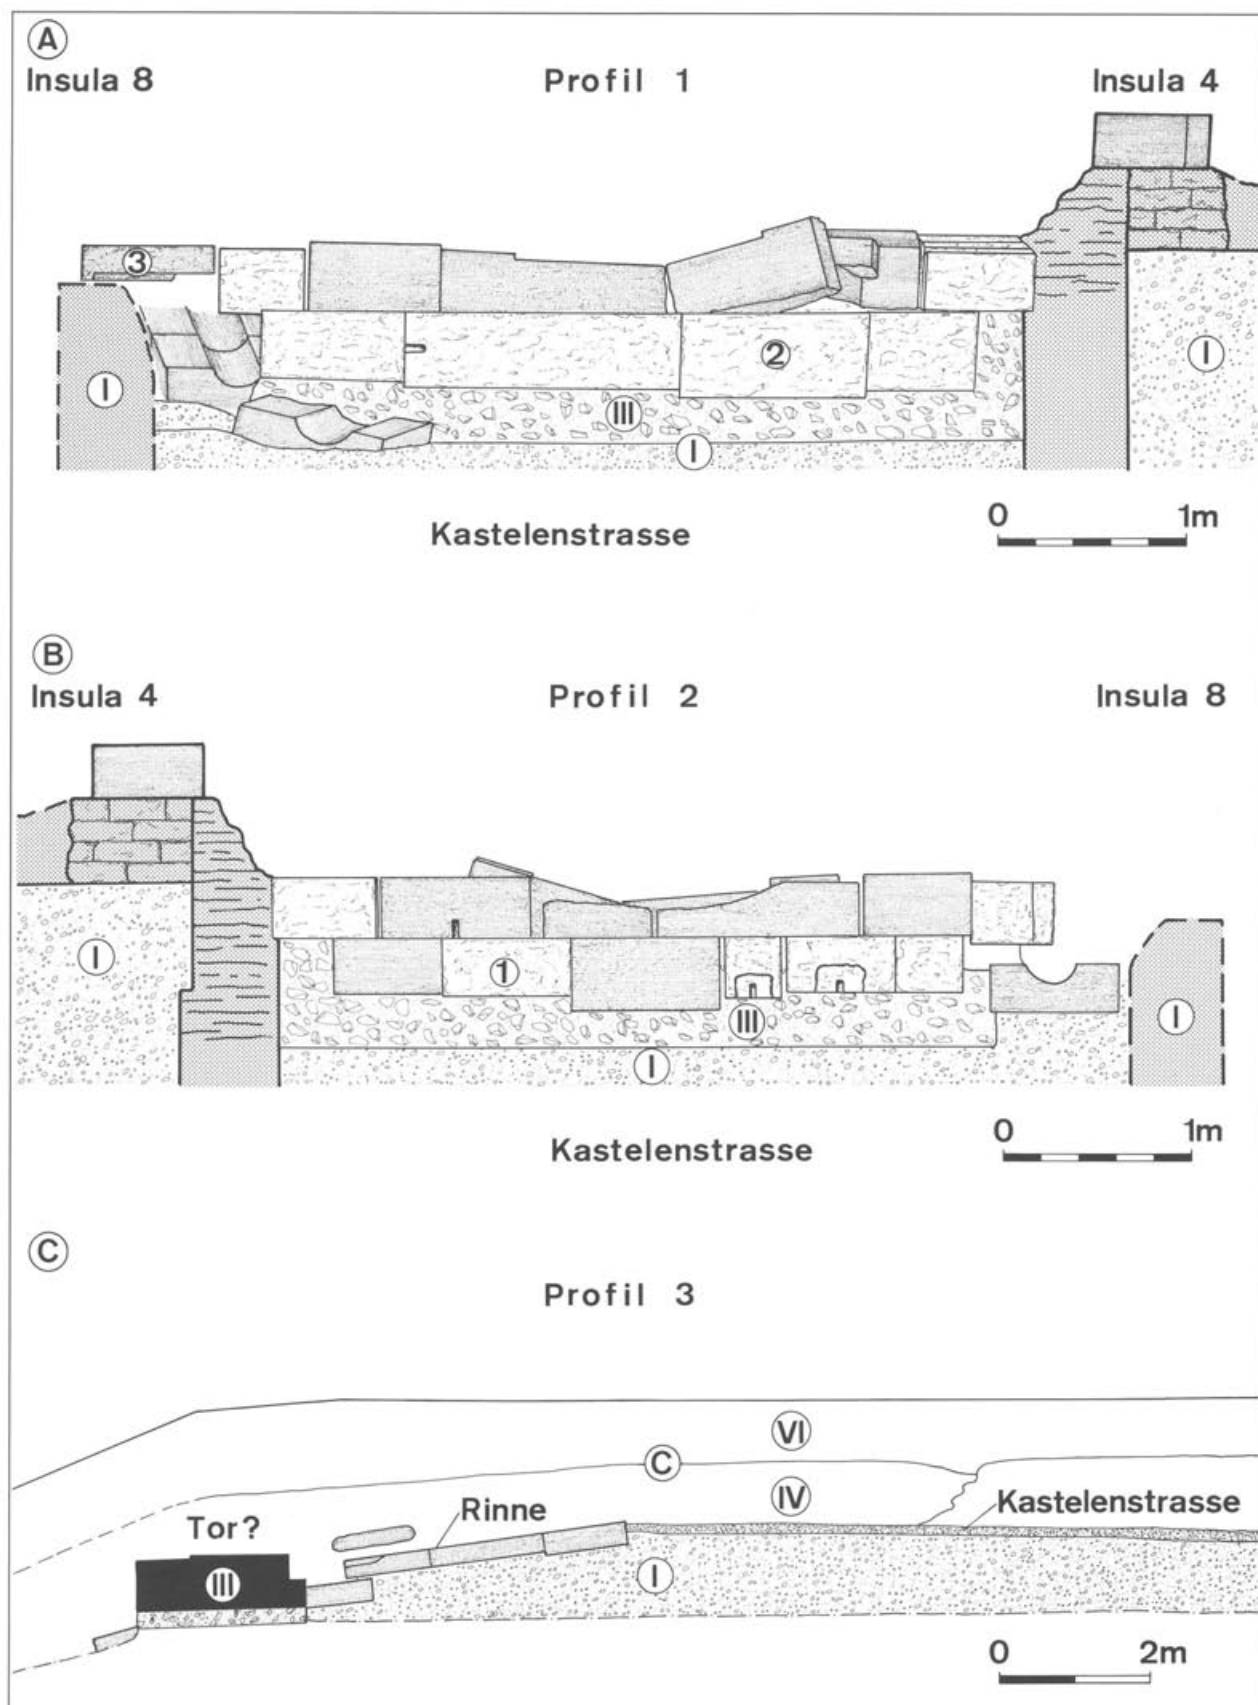 A
Insula 8 Profil 1 Insula 4
3
I
2
I
III
I
0 1m
Kastelenstrasse
B
Insula 4 Profil 2 Insula 8
I
1
I
III
I
0 1m
Kastelenstrasse
C
Profil 3
VI
C
IV
Kastelenstrasse
Rinne
Tor?
III
I
0 2m